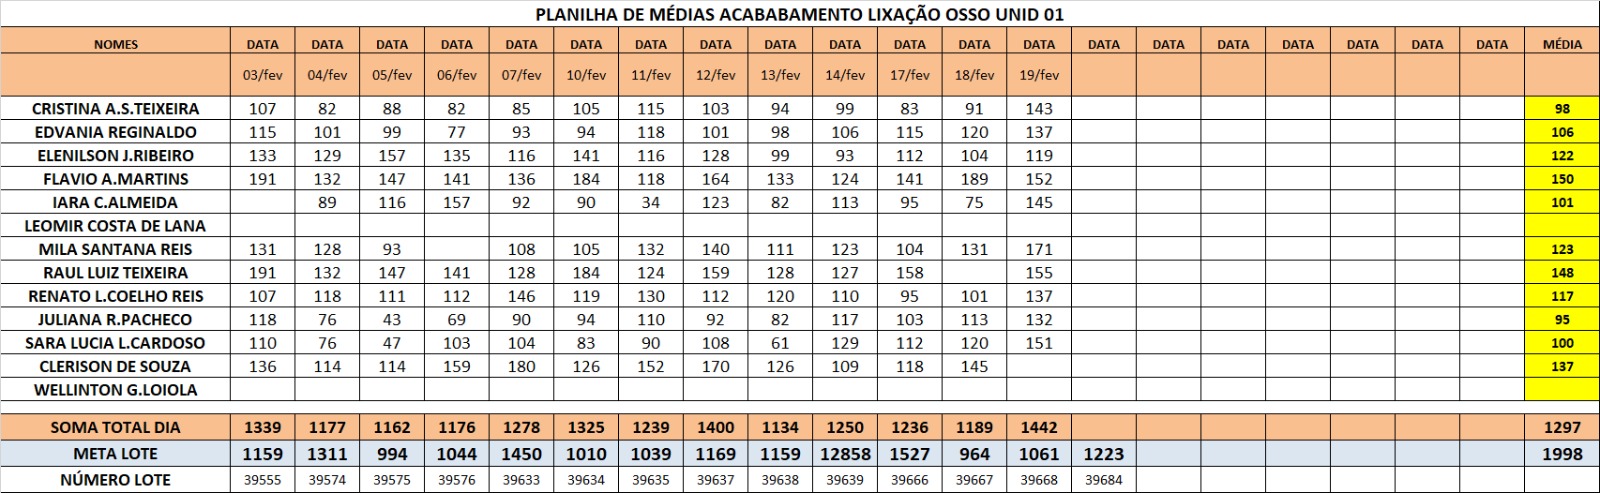 PLANILHA DE MÉDIAS ACABABAMENTO LIXAÇÃO OSSO UNID 01
NOMES DATA DATA DATA DATA DATA DATA DATA DATA DATA DATA DATA DATA DATA DATA DATA DATA DATA DATA DATA DATA MÉDIA
03/fev 04/fev 05/fev 06/fev 07/fev 10/fev 11/fev 12/fev 13/fev 14/fev 17/fev 18/fev 19/fev
CRISTINA A.S.TEIXEIRA 107 82 88 82 85 105 115 103 94 99 83 91 143 98
EDVANIA REGINALDO 115 101 99 77 93 94 118 101 98 106 115 120 137 106
ELENILSON J.RIBEIRO 133 129 157 135 116 141 116 128 99 93 112 104 119 122
FLAVIO A.MARTINS 191 132 147 141 136 184 118 164 133 124 141 189 152 150
IARA C.ALMEIDA 89 116 157 92 90 34 123 82 113 95 75 145 101
LEOMIR COSTA DE LANA
MILA SANTANA REIS 131 128 93 108 105 132 140 111 123 104 131 171 123
RAUL LUIZ TEIXEIRA 191 132 147 141 128 184 124 159 128 127 158 155 148
RENATO L.COELHO REIS 107 118 111 112 146 119 130 112 120 110 95 101 137 117
JULIANA R.PACHECO 118 76 43 69 90 94 110 92 82 117 103 113 132 95
SARA LUCIA L.CARDOSO 110 76 47 103 104 83 90 108 61 129 112 120 151 100
CLERISON DE SOUZA 136 114 114 159 180 126 152 170 126 109 118 145 137
WELLINTON G.LOIOLA
SOMA TOTAL DIA 1339 1177 1162 1176 1278 1325 1239 1400 1134 1250 1236 1189 1442 1297
META LOTE 1159 1311 994 1044 1450 1010 1039 1169 1159 12858 1527 964 1061 1223 1998
NÚMERO LOTE 39555 39574 39575 39576 39633 39634 39635 39637 39638 39639 39666 39667 39668 39684